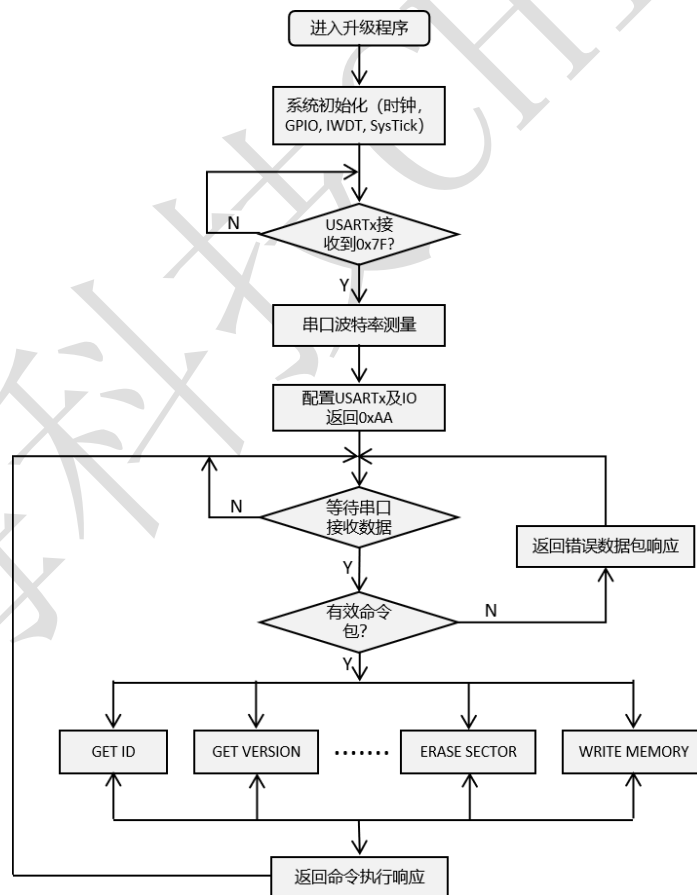 进入升级程序
系统初始化（时钟,
GPIO, IWDT, SysTick）
N
USARTx接
收到0x7F?
Y
串口波特率测量
配置USARTx及IO
返回0xAA
N
等待串口
接收数据
返回错误数据包响应
Y
有效命令
包?
N
Y
GET ID
GET VERSION
·······
ERASE SECTOR
WRITE MEMORY
返回命令执行响应